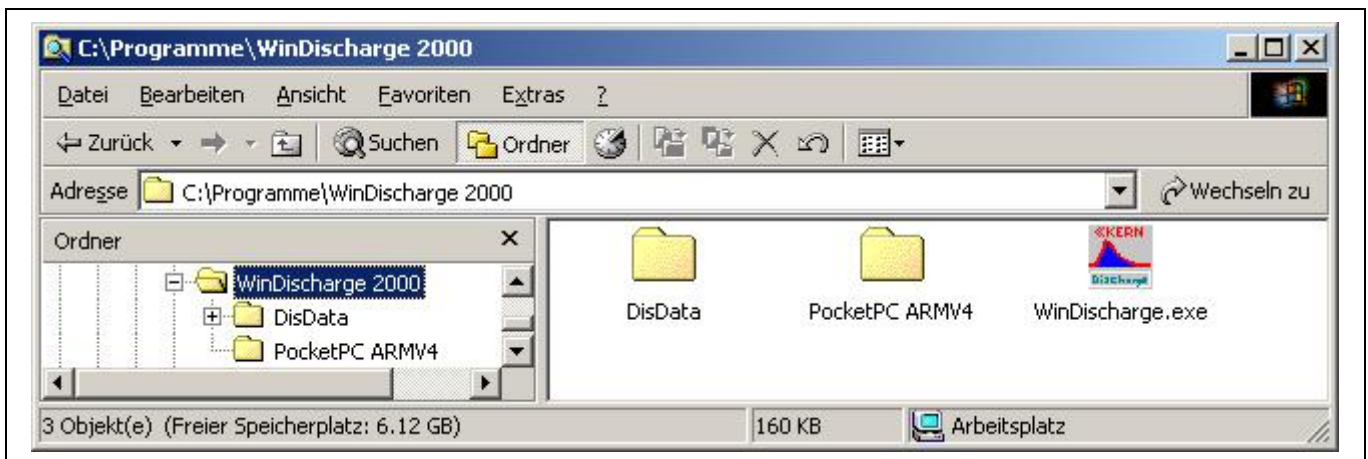 C:\Programme\WinDischarge 2000
Datei Bearbeiten Ansicht Favoriten Extras ?
Zurück Suchen Ordner
Adresse C:\Programme\WinDischarge 2000 Wechseln zu
Ordner
WinDischarge 2000
DisData
PocketPC ARMV4
KERN
Discharge
DisData PocketPC ARMV4 WinDischarge.exe
3 Objekt(e) (Freier Speicherplatz: 6.12 GB) 160 KB Arbeitsplatz